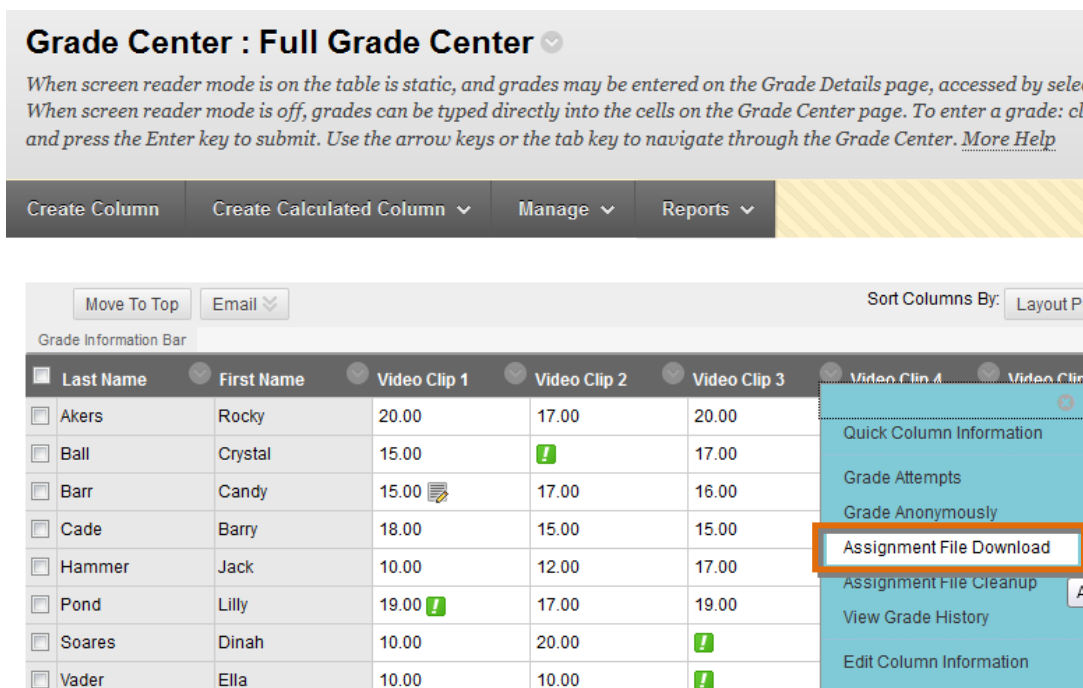 Grade Center : Full Grade Center
When screen reader mode is on the table is static, and grades may be entered on the Grade Details page, accessed by
When screen reader mode is off, grades can be typed directly into the cells on the Grade Center page. To enter a grade:
and press the Enter key to submit. Use the arrow keys or the tab key to navigate through the Grade Center. More Help
Create Column Create Calculated Column Manage Reports
Move To Top Email Sort Columns By: Layout P
Grade Information Bar
Last Name First Name Video Clip 1 Video Clip 2 Video Clip 3 Video Clip 4 Video Clip
Akers Rocky 20.00 17.00 20.00
Quick Column Information
Ball Crystal 15.00 ! 17.00
Grade Attempts
Barr Candy 15.00 17.00 16.00
Grade Anonymously
Cade Barry 18.00 15.00 15.00
Assignment File Download
Hammer Jack 10.00 12.00 17.00
Assignment File Cleanup
Pond Lilly 19.00 ! 17.00 19.00
View Grade History
Soares Dinah 10.00 20.00 !
Edit Column Information
Vader Ella 10.00 10.00 !